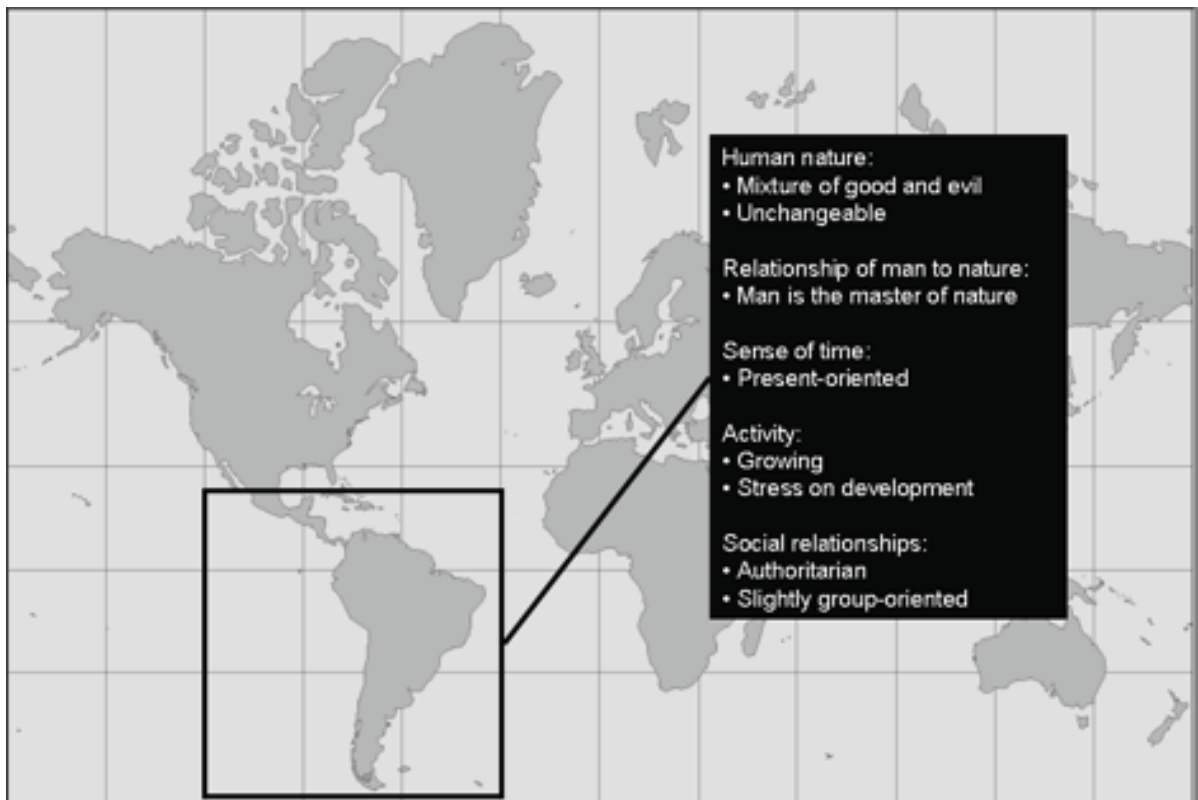 Human nature:
• Mixture of good and evil
• Unchangeable
Relationship of man to nature:
• Man is the master of nature
Sense of time:
• Present-oriented
Activity:
• Growing
• Stress on development
Social relationships:
• Authoritarian
• Slightly group-oriented